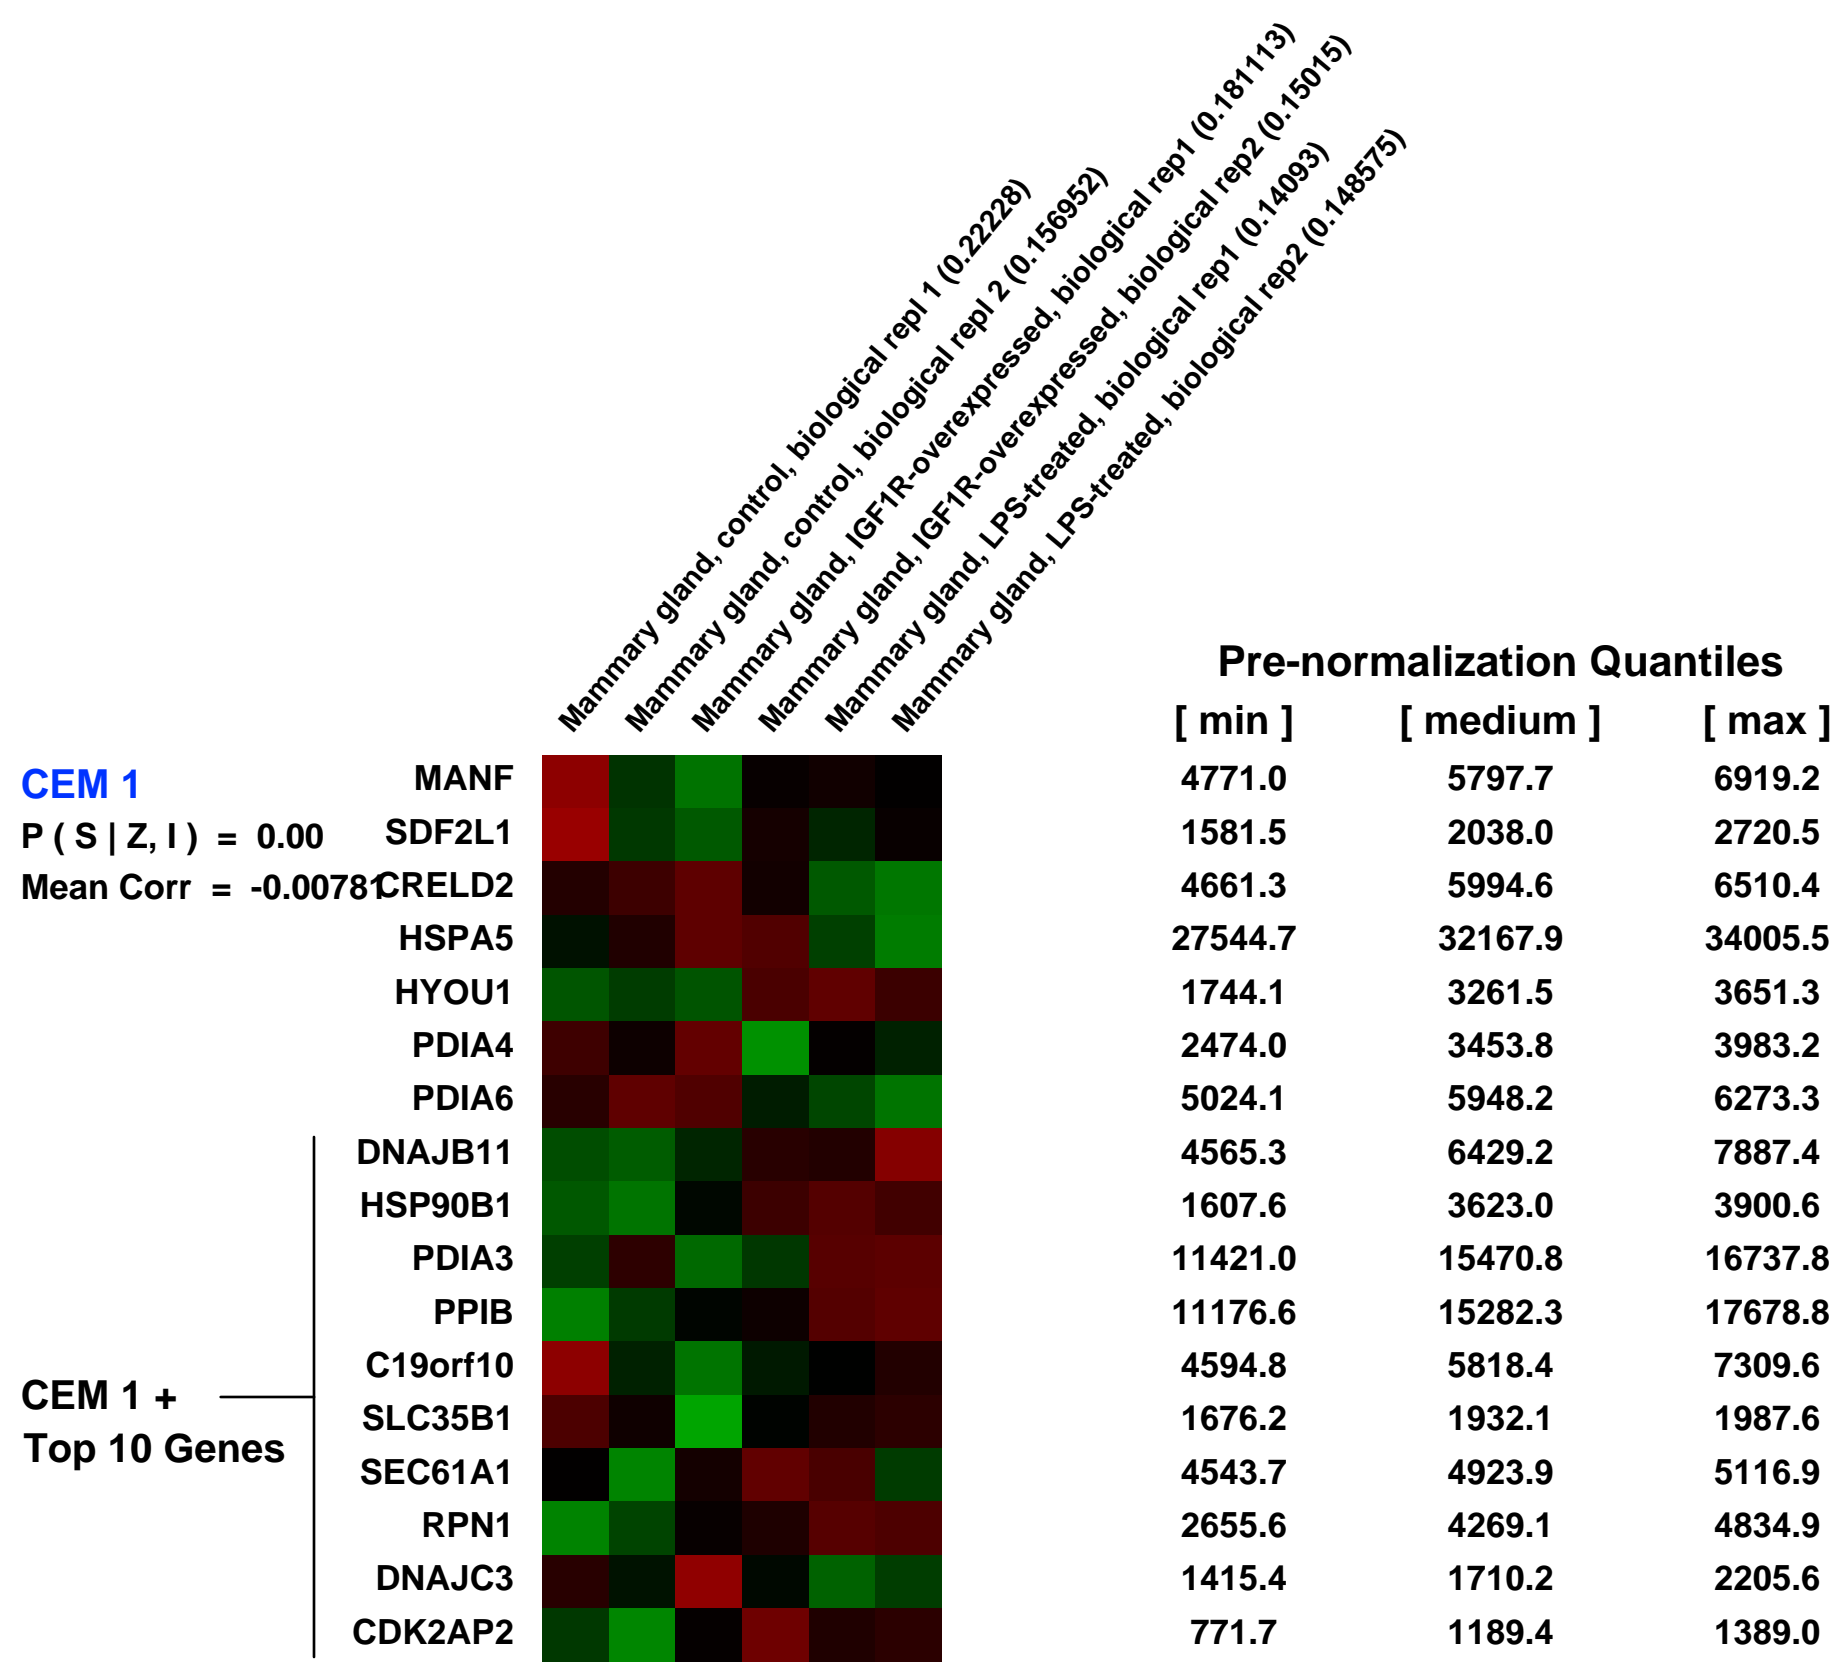 Mammary gland, control, biological repl 1 (0.22228)
Mammary gland, control, biological repl 2 (0.156952)
Mammary gland, IGF1R-overexpressed, biological rep1 (0.181113)
Mammary gland, IGF1R-overexpressed, biological rep2 (0.15015)
Mammary gland, LPS-treated, biological rep1 (0.14093)
Mammary gland, LPS-treated, biological rep2 (0.148575)
Pre-normalization Quantiles
[ min ] [ medium ] [ max ]
CEM 1
P ( S | Z, I ) = 0.00
Mean Corr = -0.00781
MANF 4771.0 5797.7 6919.2
SDF2L1 1581.5 2038.0 2720.5
CRELD2 4661.3 5994.6 6510.4
HSPA5 27544.7 32167.9 34005.5
HYOU1 1744.1 3261.5 3651.3
PDIA4 2474.0 3453.8 3983.2
PDIA6 5024.1 5948.2 6273.3
DNAJB11 4565.3 6429.2 7887.4
HSP90B1 1607.6 3623.0 3900.6
PDIA3 11421.0 15470.8 16737.8
PPIB 11176.6 15282.3 17678.8
C19orf10 4594.8 5818.4 7309.6
SLC35B1 1676.2 1932.1 1987.6
SEC61A1 4543.7 4923.9 5116.9
RPN1 2655.6 4269.1 4834.9
DNAJC3 1415.4 1710.2 2205.6
CDK2AP2 771.7 1189.4 1389.0
CEM 1 +
Top 10 Genes